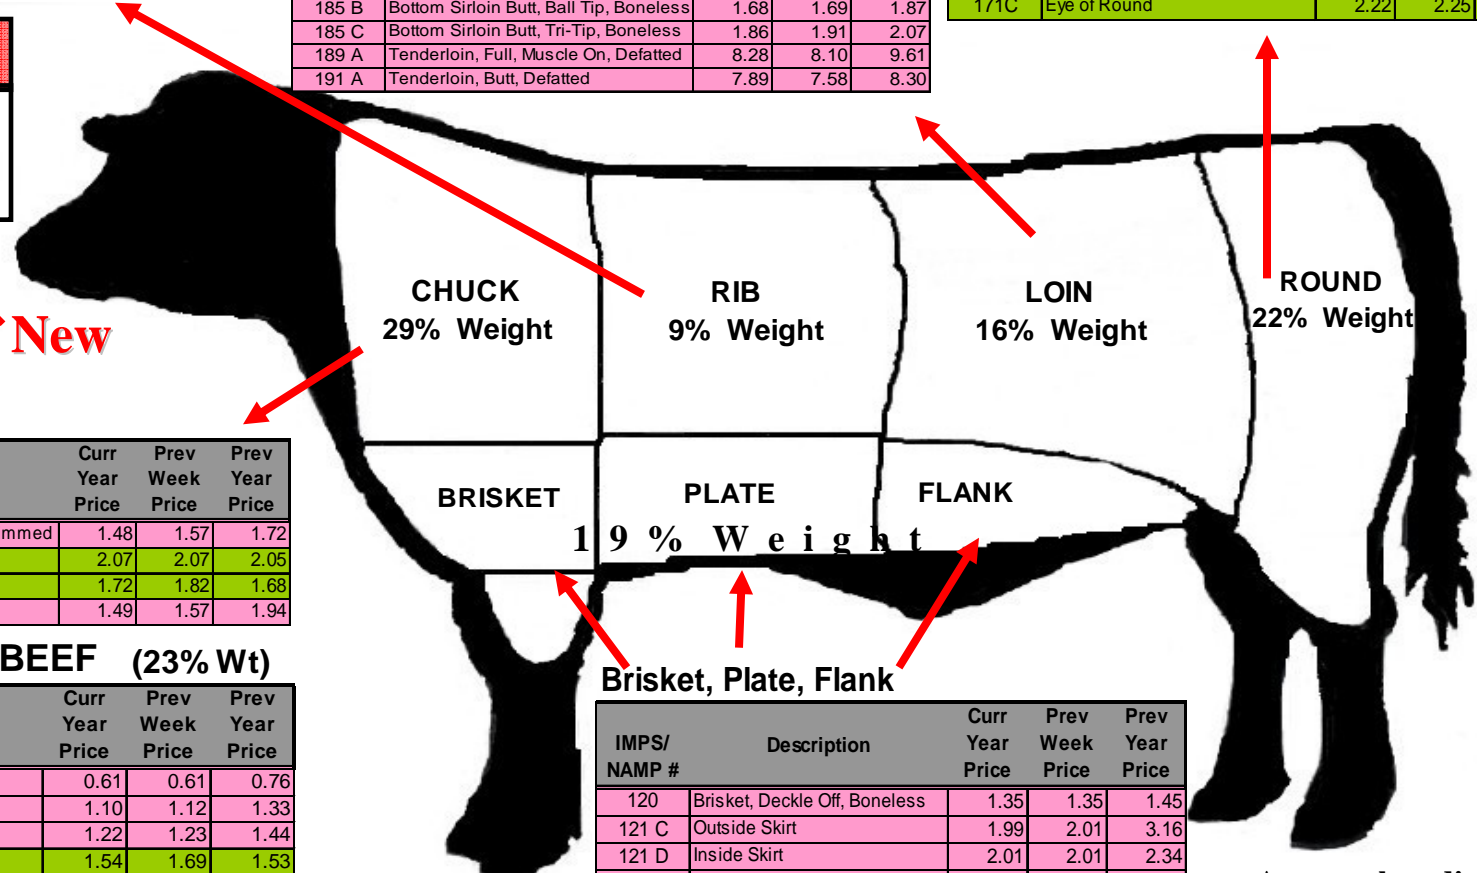 185 B Bottom Sirloin Butt, Ball Tip, Boneless 1.68 1.69 1.87
185 C Bottom Sirloin Butt, Tri-Tip, Boneless 1.86 1.91 2.07
189 A Tenderloin, Full, Muscle On, Defatted 8.28 8.10 9.61
191 A Tenderloin, Butt, Defatted 7.89 7.58 8.30
171C Eye of Round 2.22 2.25
CHUCK
29% Weight
RIB
9% Weight
LOIN
16% Weight
ROUND
22% Weight
New
BRISKET
PLATE
FLANK
19% Weight
Curr Prev Prev
Year Week Year
Price Price Price
mmed 1.48 1.57 1.72
2.07 2.07 2.05
1.72 1.82 1.68
1.49 1.57 1.94
BEEF (23% Wt)
Curr Prev Prev
Year Week Year
Price Price Price
0.61 0.61 0.76
1.10 1.12 1.33
1.22 1.23 1.44
1.54 1.69 1.53
Brisket, Plate, Flank
Curr Prev Prev
IMPS/ Description Year Week Year
NAMP # Price Price Price
120 Brisket, Deckle Off, Boneless 1.35 1.35 1.45
121 C Outside Skirt 1.99 2.01 3.16
121 D Inside Skirt 2.01 2.01 2.34